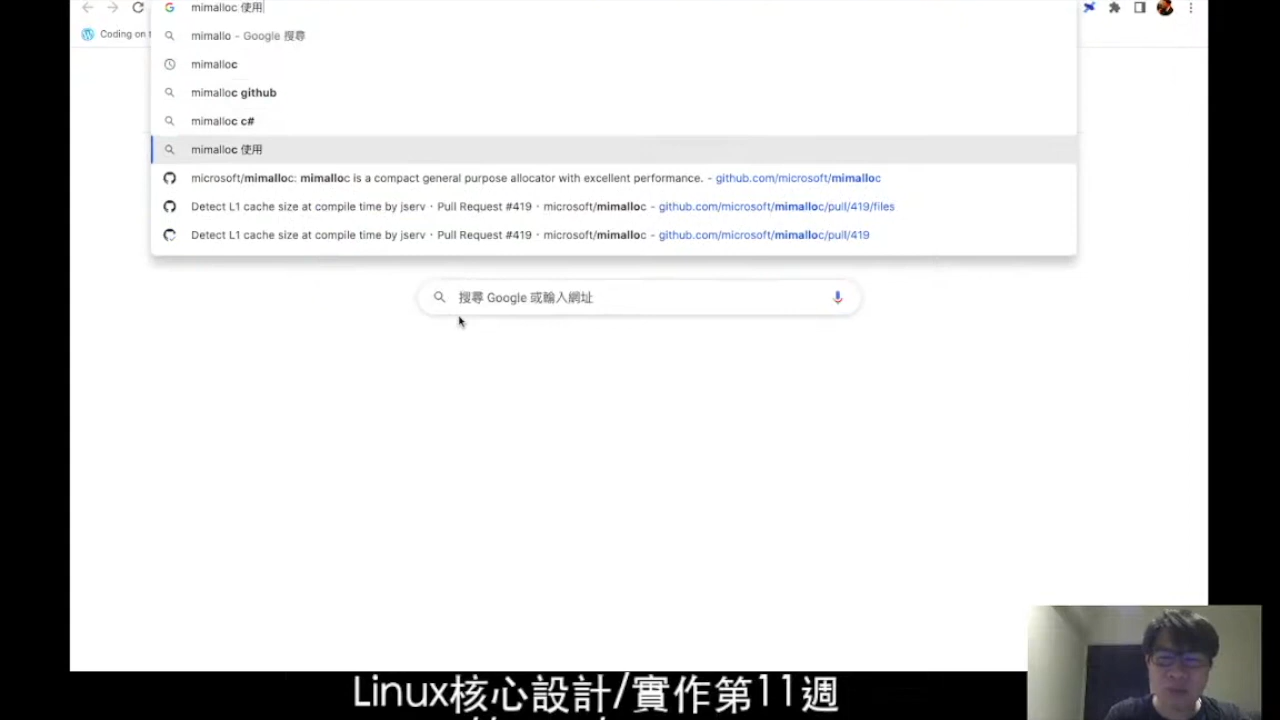 mimalloc 使用
Coding on t
mimallo - Google 搜尋
mimalloc
mimalloc github
mimalloc c#
mimalloc 使用
microsoft/mimalloc: mimalloc is a compact general purpose allocator with excellent performance. - github.com/microsoft/mimalloc
Detect L1 cache size at compile time by jserv · Pull Request #419 · microsoft/mimalloc - github.com/microsoft/mimalloc/pull/419/files
Detect L1 cache size at compile time by jserv · Pull Request #419 · microsoft/mimalloc - github.com/microsoft/mimalloc/pull/419
搜尋 Google 或輸入網址
Linux核心設計/實作第11週